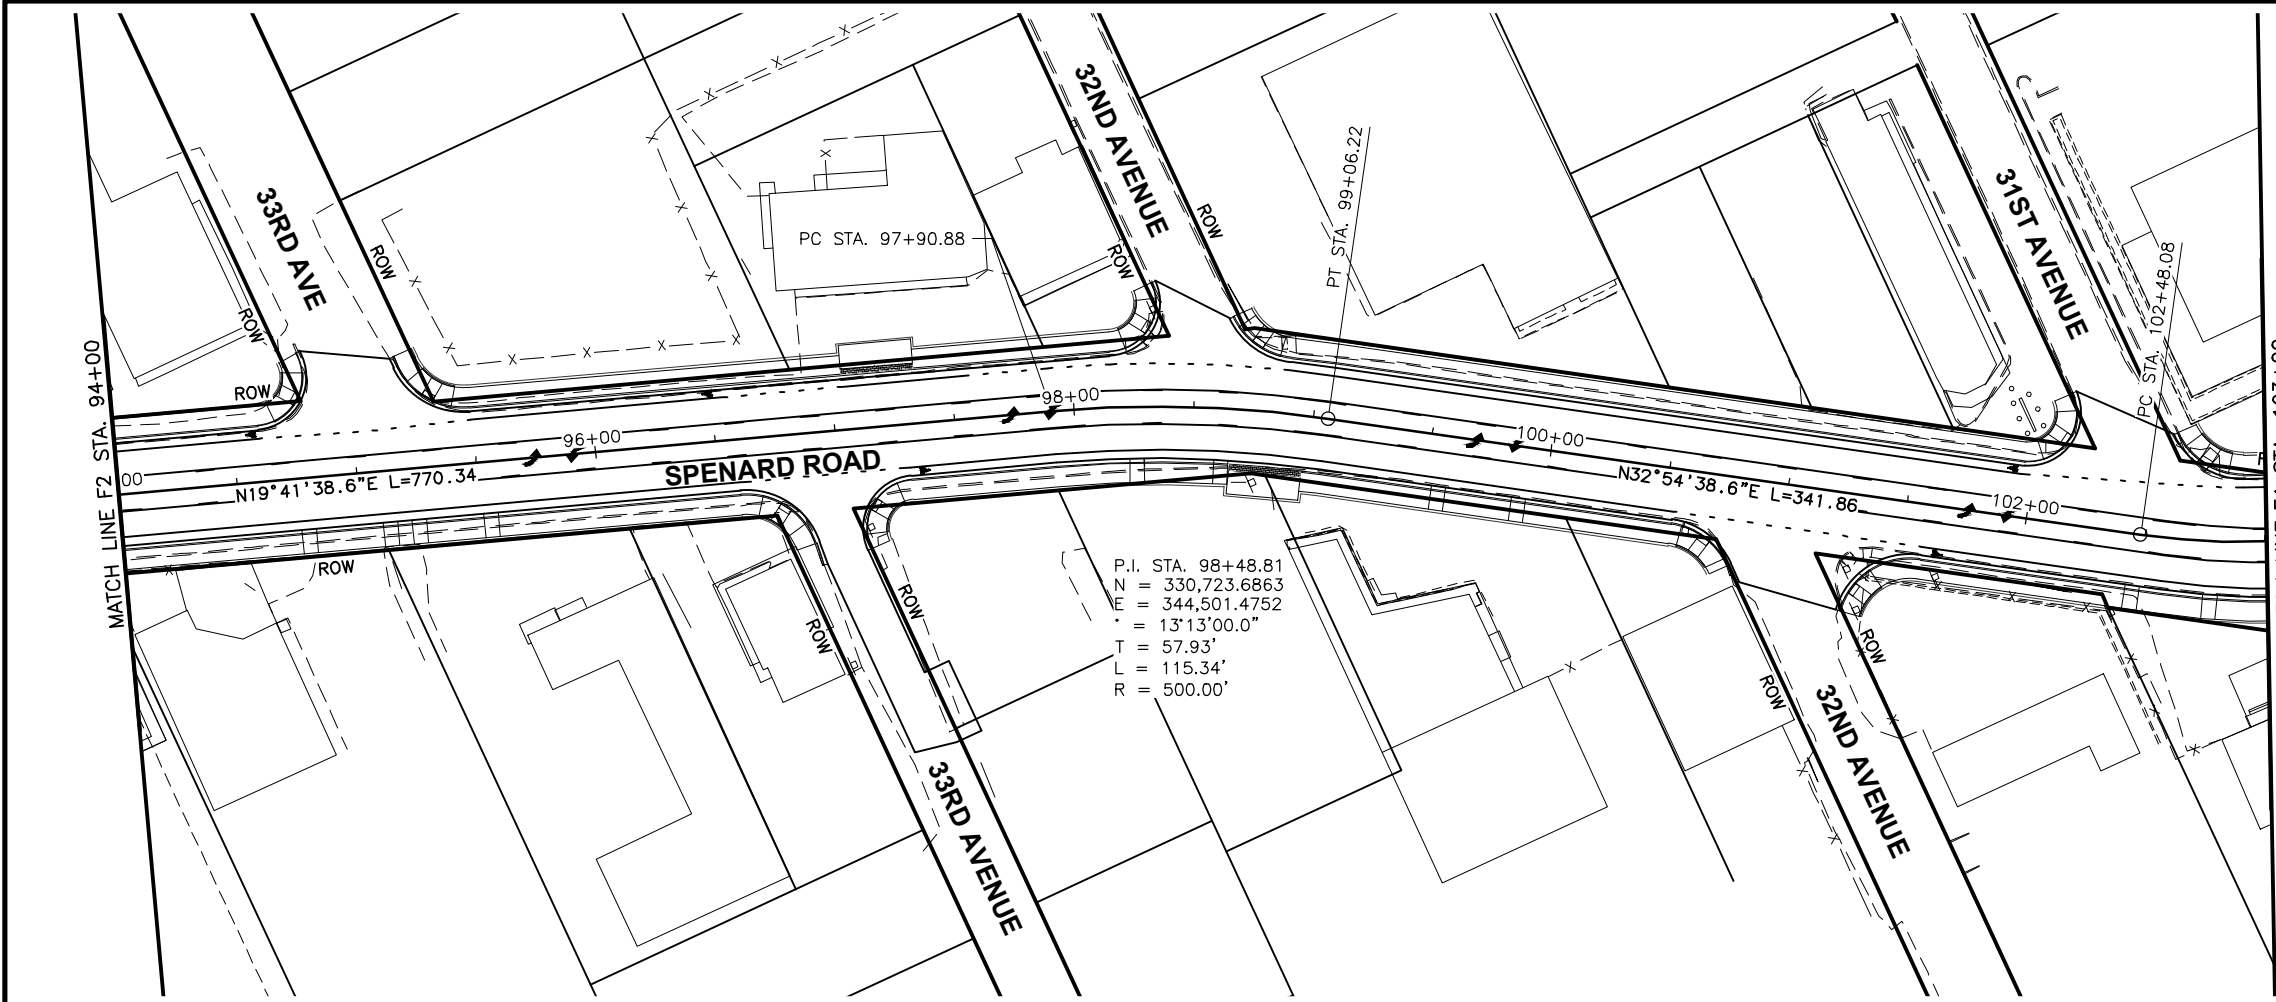 MATCH LINE F2 STA. 94+00
33RD AVE
ROW
ROW
ROW
32ND AVENUE
ROW
ROW
PC STA. 97+90.88
PT STA. 99+06.22
31ST AVENUE
PC STA. 102+48.08
00
96+00
98+00
100+00
102+00
N19°41'38.6"E L=770.34
SPENARD ROAD
N32°54'38.6"E L=341.86
ROW
ROW
ROW
P.I. STA. 98+48.81
N = 330,723.6863
E = 344,501.4752
° = 13°13'00.0"
T = 57.93'
L = 115.34'
R = 500.00'
33RD AVENUE
ROW
ROW
32ND AVENUE